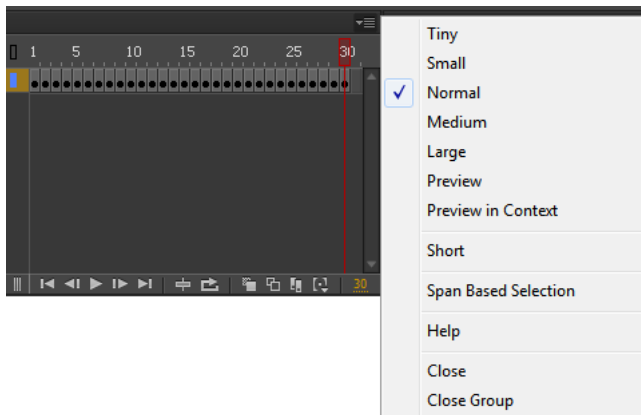 1 5 10 15 20 25 30
30
Tiny
Small
Normal
Medium
Large
Preview
Preview in Context
Short
Span Based Selection
Help
Close
Close Group